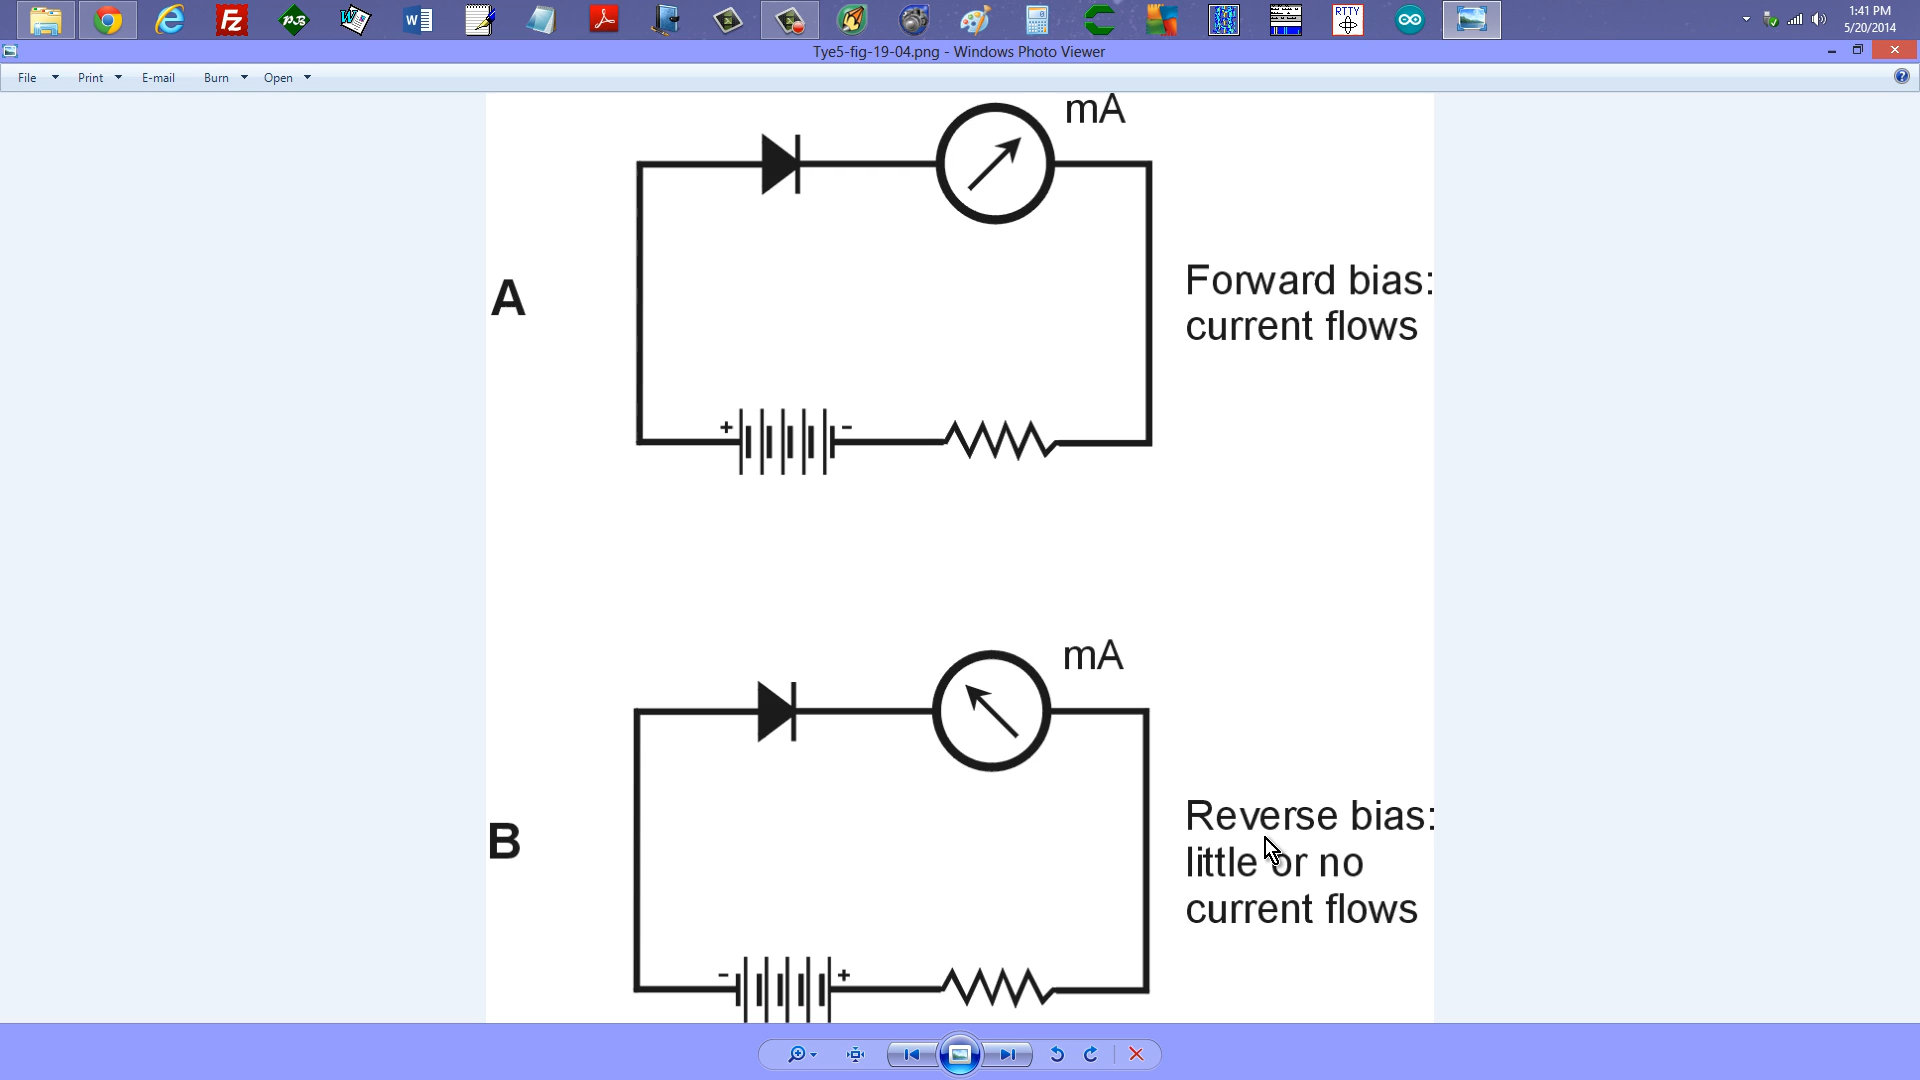 1:41 PM
5/20/2014
RTTY
Tye5-fig-19-04.png - Windows Photo Viewer
File Print E-mail Burn Open
mA
A
Forward bias:
current flows
+ -
mA
B
Reverse bias:
little or no
current flows
- +